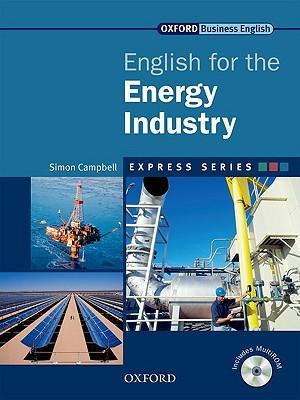 OXFORD Business English
English for the
Energy
Industry
Simon Campbell
EXPRESS SERIES
Includes MultiROM
OXFORD